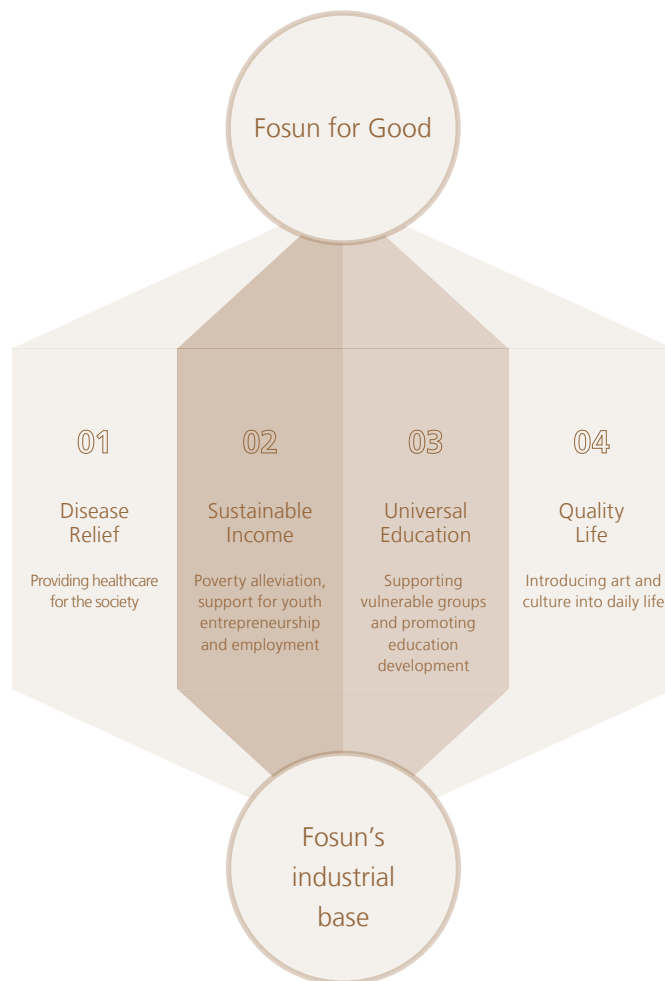 Fosun for Good
01
Disease
Relief
Providing healthcare
for the society
02
Sustainable
Income
Poverty alleviation,
support for youth
entrepreneurship
and employment
03
Universal
Education
Supporting
vulnerable groups
and promoting
education
development
04
Quality
Life
Introducing art and
culture into daily life
Fosun’s
industrial
base